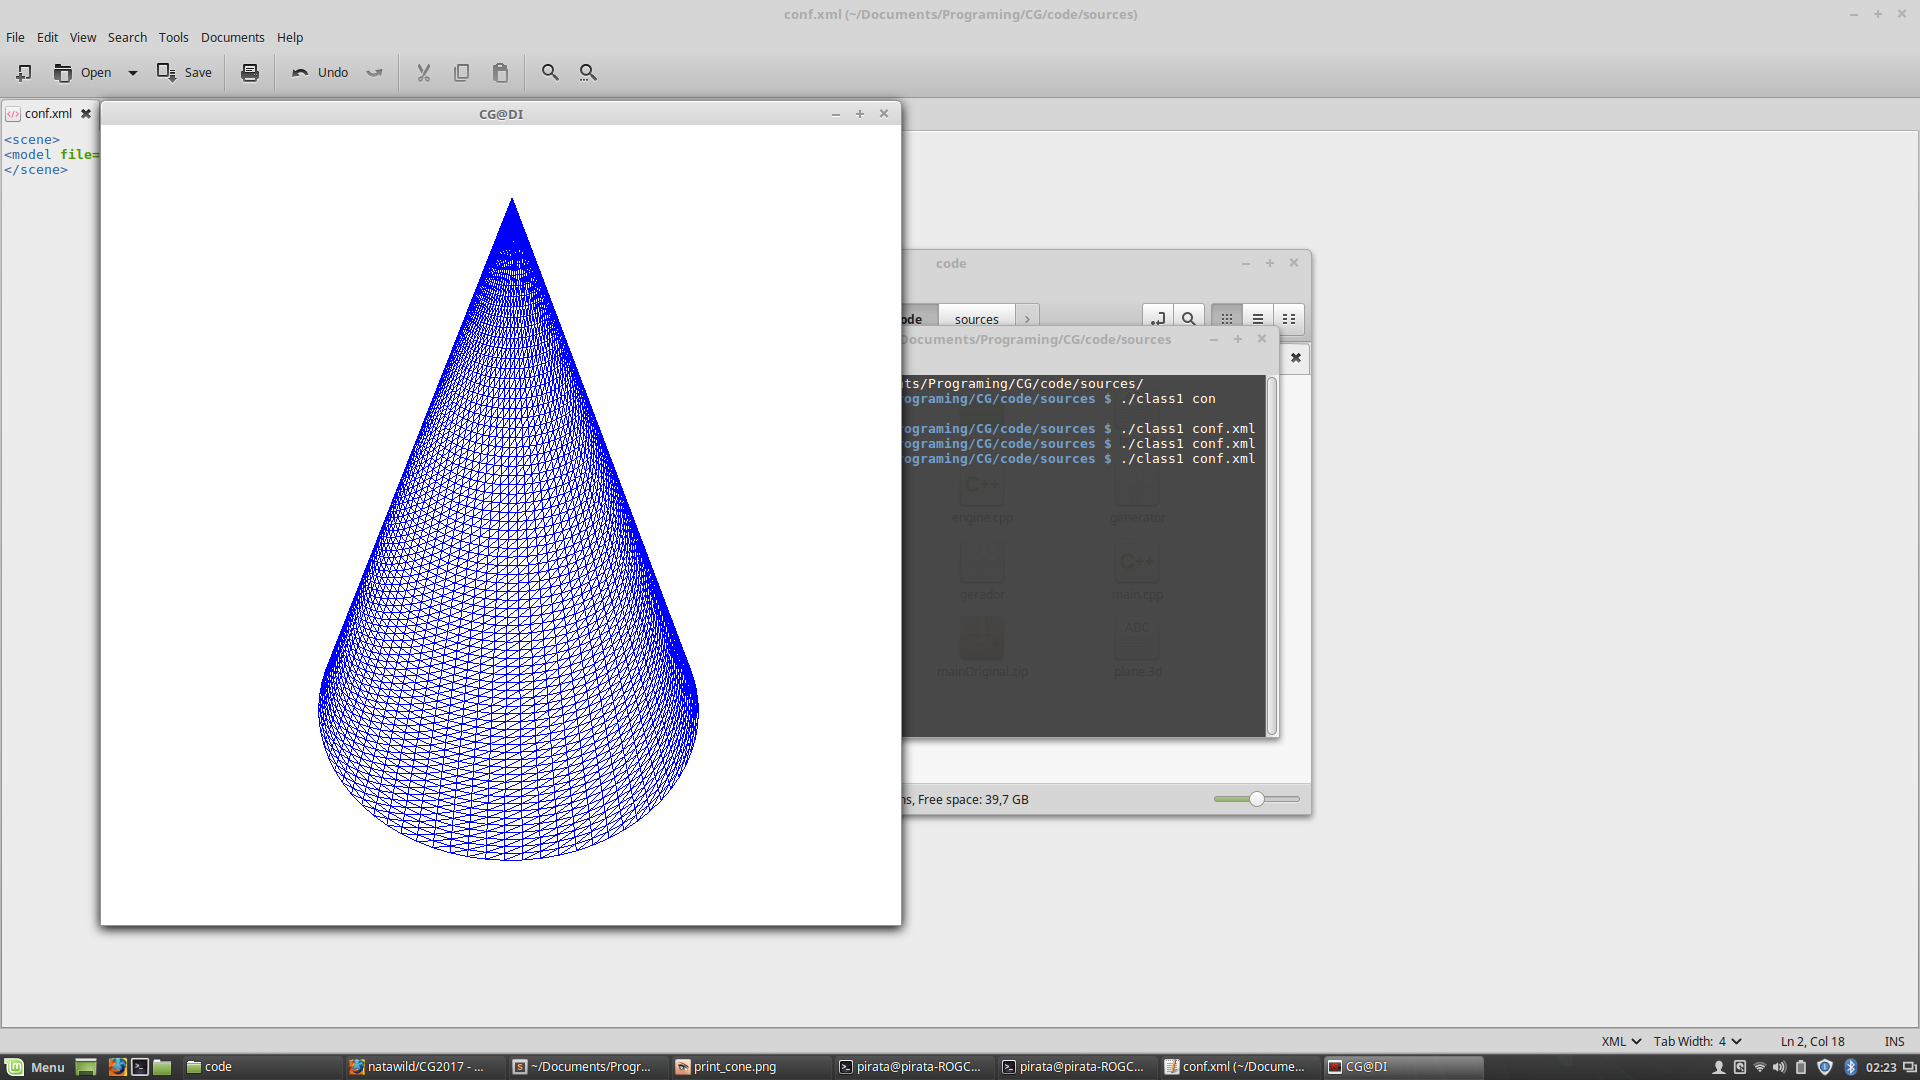 conf.xml (~/Documents/Programing/CG/code/sources)
File Edit View Search Tools Documents Help
Open Save Undo
conf.xml
<scene>
<model file=
</scene>
CG@DI
code
ode sources
Documents/Programing/CG/code/sources
ts/Programing/CG/code/sources/
ograming/CG/code/sources $ ./class1 con
ograming/CG/code/sources $ ./class1 conf.xml
ograming/CG/code/sources $ ./class1 conf.xml
ograming/CG/code/sources $ ./class1 conf.xml
C++
engine.cpp generator
C++
gerador main.cpp
ABC
mainOriginal.zip plane.3d
ns, Free space: 39,7 GB
XML Tab Width: 4 Ln 2, Col 18 INS
Menu code natawild/CG2017 - ... ~/Documents/Progr... print_cone.png pirata@pirata-ROGC... pirata@pirata-ROGC... conf.xml (~/Docume... CG@DI 02:23